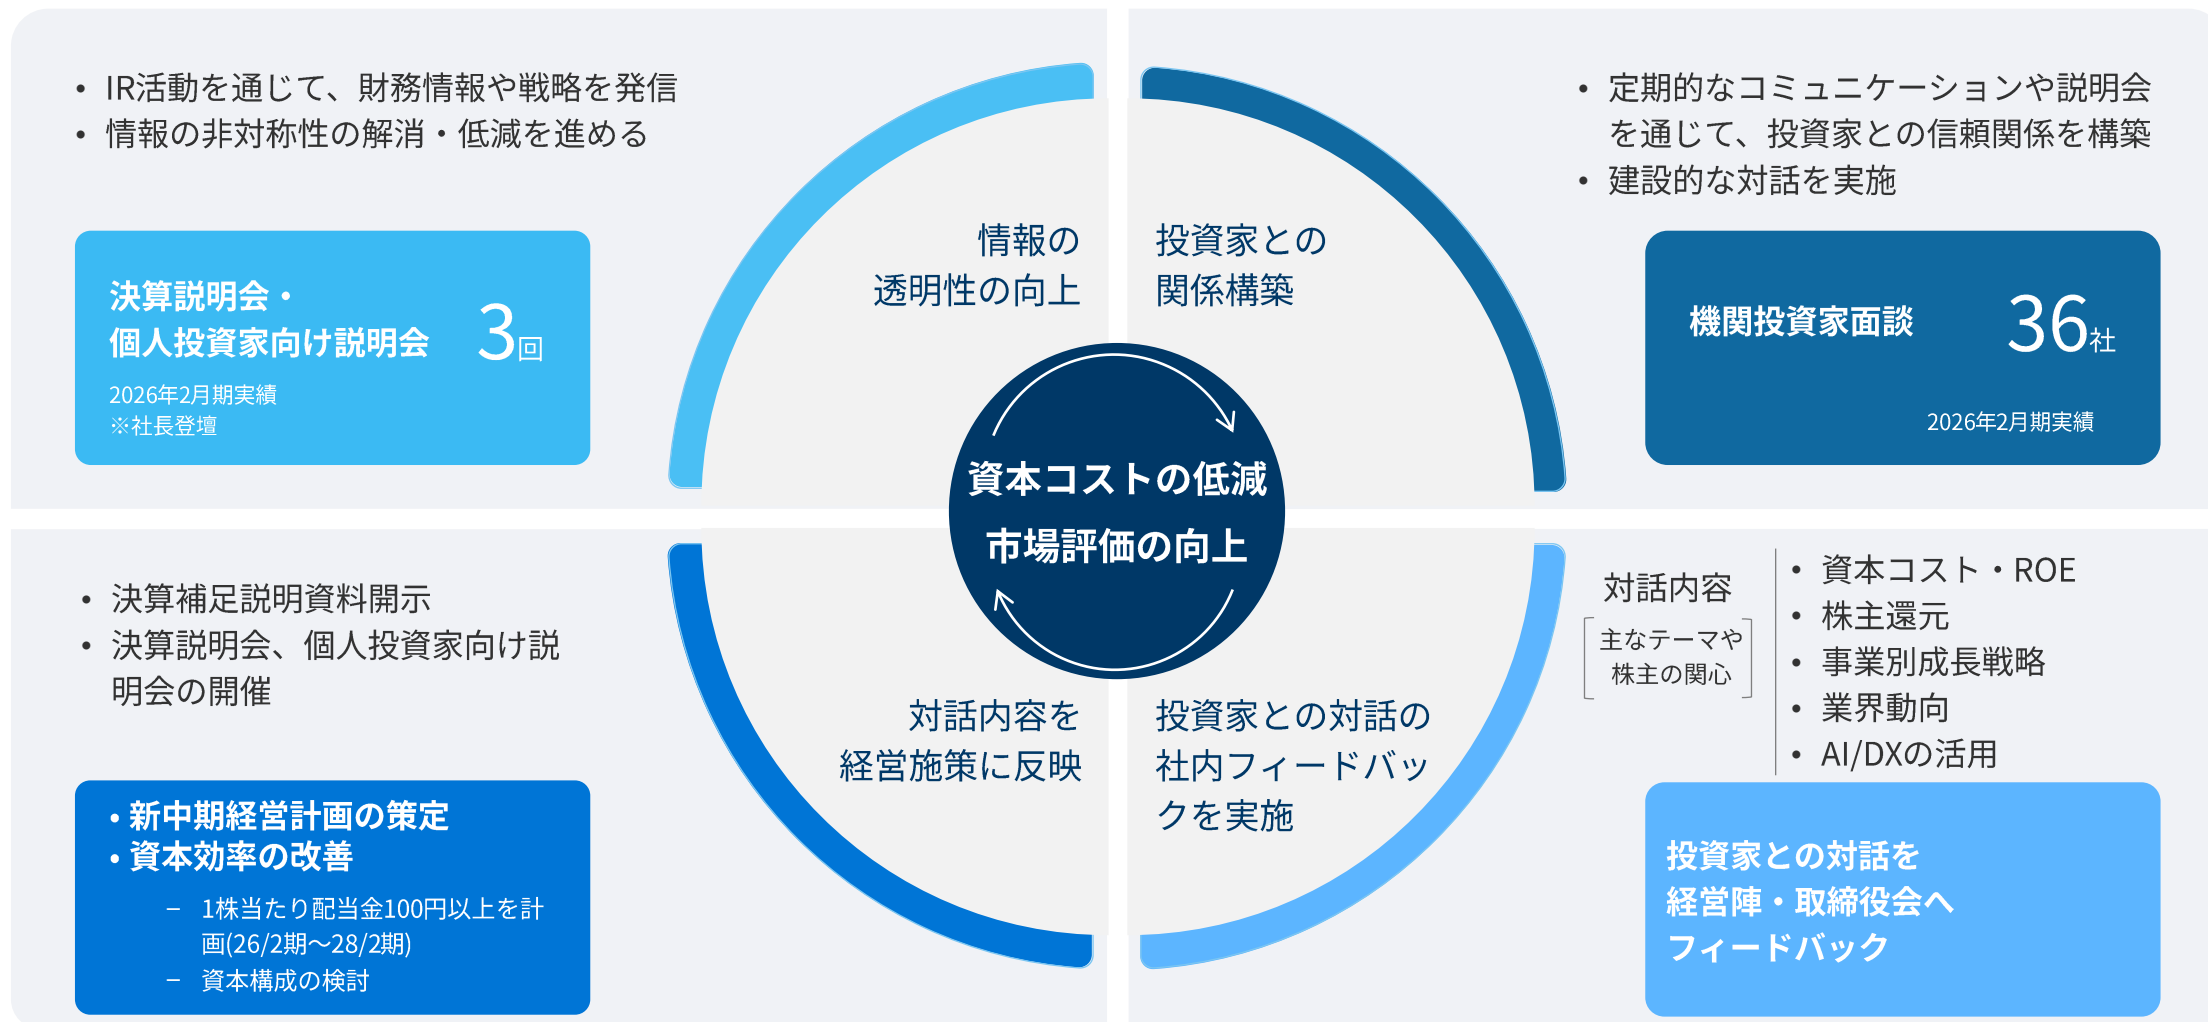 • IR活動を通じて、財務情報や戦略を発信
• 情報の非対称性の解消・低減を進める
決算説明会・
個人投資家向け説明会
3回
2026年2月期実績
※社長登壇
情報の
透明性の向上
投資家との
関係構築
• 定期的なコミュニケーションや説明会
を通じて、投資家との信頼関係を構築
• 建設的な対話を実施
機関投資家面談
36社
2026年2月期実績
資本コストの低減
市場評価の向上
• 決算補足説明資料開示
• 決算説明会、個人投資家向け説
明会の開催
• 新中期経営計画の策定
• 資本効率の改善
− 1株当たり配当金100円以上を計
画(26/2期〜28/2期)
− 資本構成の検討
対話内容を
経営施策に反映
投資家との対話の
社内フィードバッ
クを実施
対話内容
主なテーマや
株主の関心
• 資本コスト・ROE
• 株主還元
• 事業別成長戦略
• 業界動向
• AI/DXの活用
投資家との対話を
経営陣・取締役会へ
フィードバック